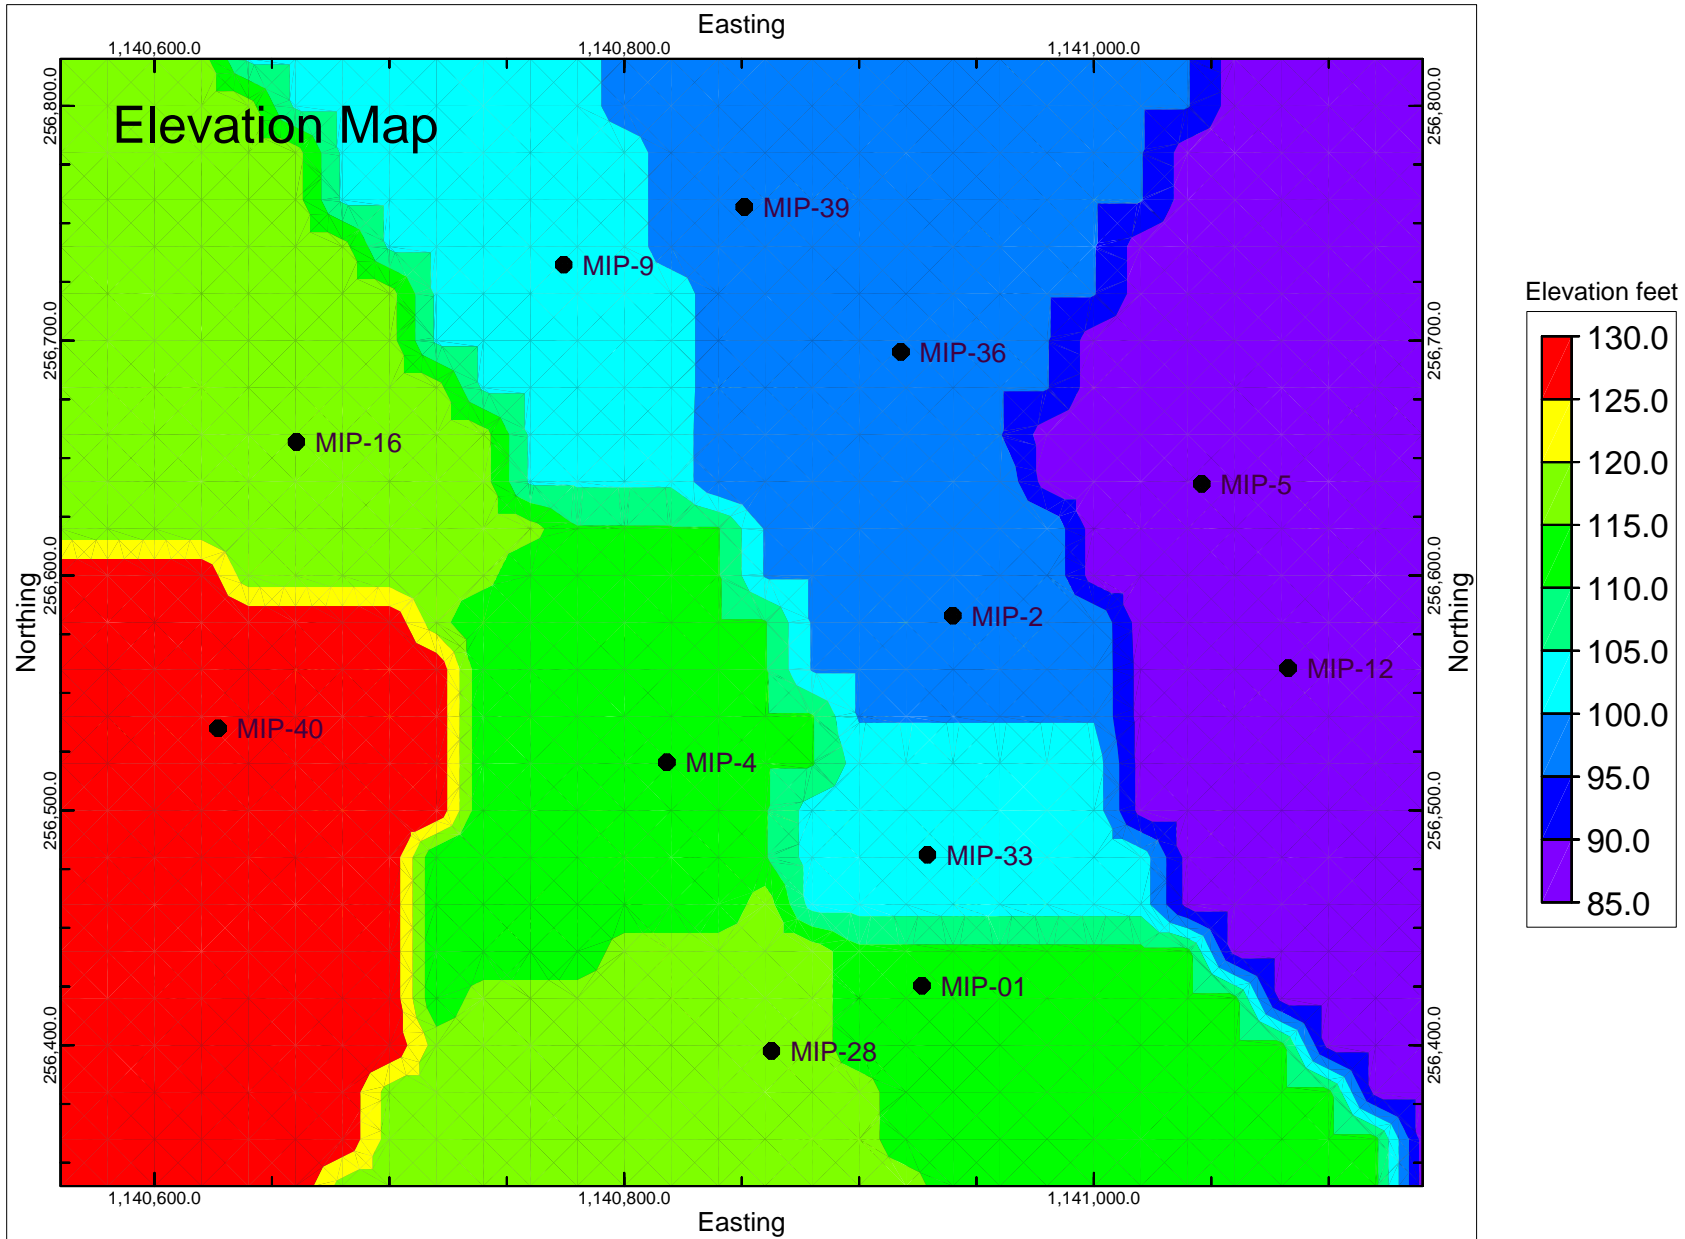 Easting
1,140,600.0 1,140,800.0 1,141,000.0
Elevation Map
256,800.0 256,800.0
MIP-39
MIP-9
Elevation feet
256,700.0 256,700.0
MIP-36
130.0
125.0
MIP-16
120.0
MIP-5
115.0
256,600.0 256,600.0
110.0
Northing Northing
MIP-2
105.0
MIP-12
100.0
MIP-40
MIP-4
95.0
256,500.0 256,500.0
90.0
MIP-33
85.0
MIP-01
256,400.0 256,400.0
MIP-28
1,140,600.0 1,140,800.0 1,141,000.0
Easting